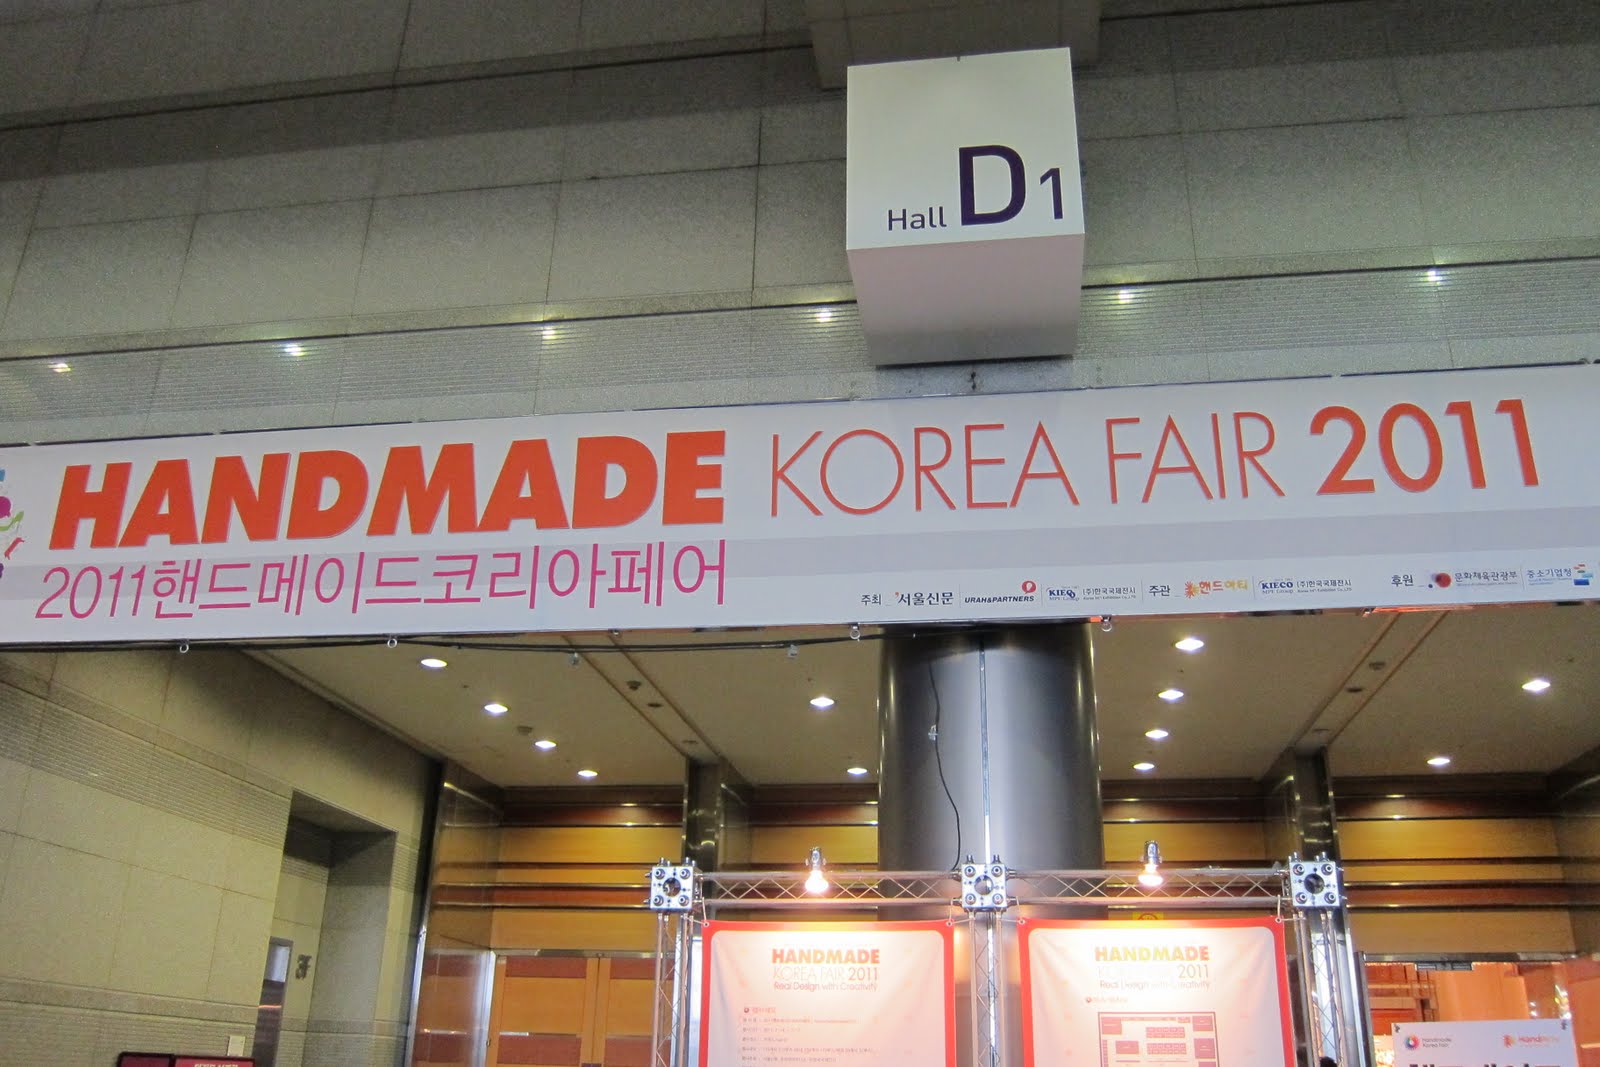 Hall D1
HANDMADE KOREA FAIR 2011
2011핸드메이드코리아페어
주최 서울신문 URAH&PARTNERS KIECO (주)한국국제전시 주관 핸드아티 KIECO (주)한국국제전시 후원 문화체육관광부 중소기업청
HANDMADE
KOREA FAIR 2011
Real Design with Creativity
HANDMADE
KOREA FAIR 2011
Real Design with Creativity
Handmade
Korea Fair